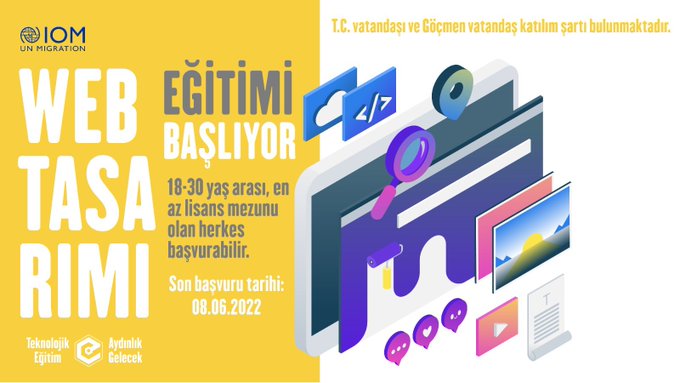 IOM
UN MIGRATION
T.C. vatandaşı ve Göçmen vatandaş katılım şartı bulunmaktadır.
WEB
TASA
RIMI
EĞİTİMİ
BAŞLIYOR
18-30 yaş arası, en
az lisans mezunu
olan herkes
başvurabilir.
Son başvuru tarihi:
08.06.2022
Teknolojik
Eğitim
Aydınlık
Gelecek